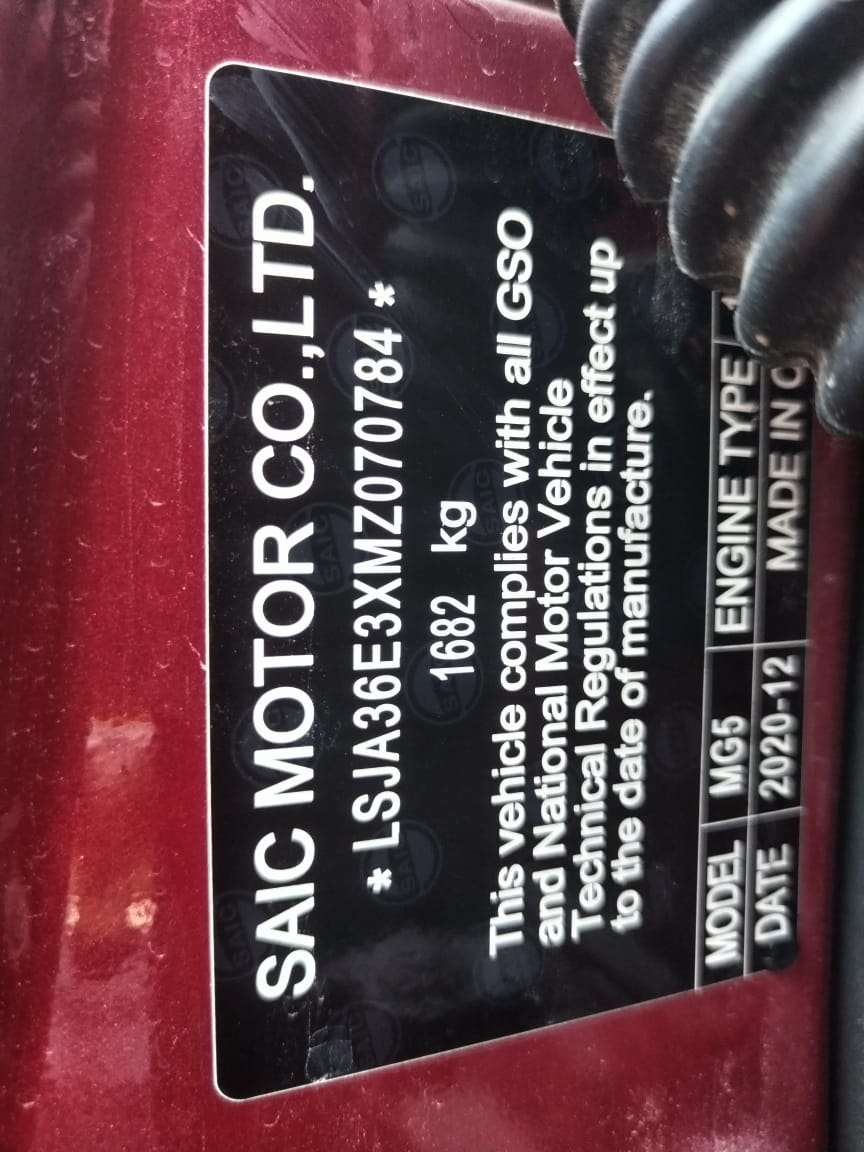 SAIC MOTOR CO.,LTD.
* LSJA36E3XMZ070784 *
1682 kg
This vehicle complies with all GSO
and National Motor Vehicle
Technical Regulations in effect up
to the date of manufacture.
MODEL MG5 ENGINE TYPE
DATE 2020-12 MADE IN